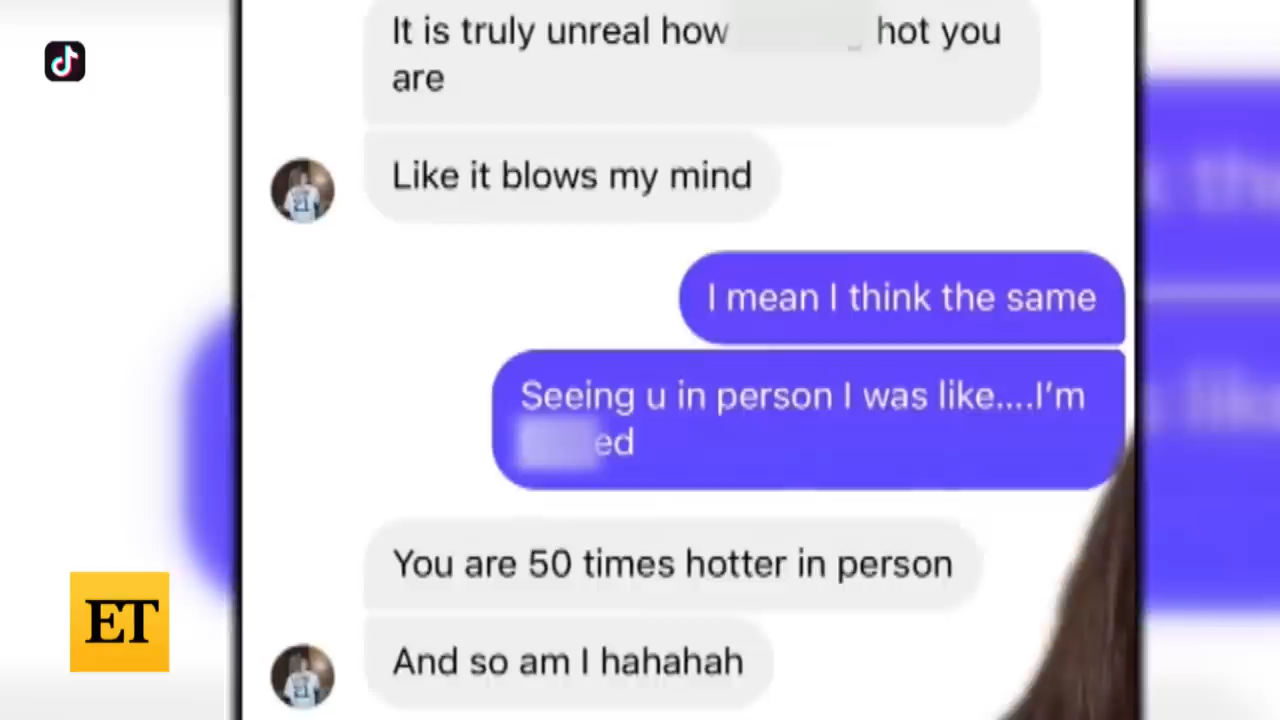 It is truly unreal how hot you
are
Like it blows my mind
I mean I think the same
Seeing u in person I was like....I'm
ed
You are 50 times hotter in person
And so am I hahahah
ET